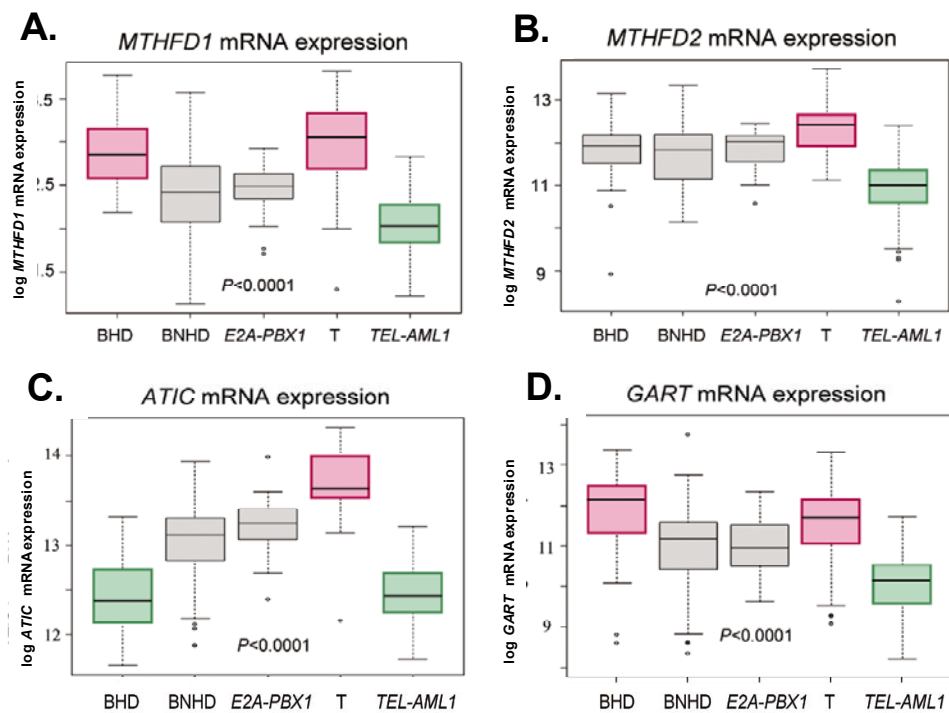 A.
MTHFD1 mRNA expression
log MTHFD1 mRNA expression
.5
2.5
.5
P<0.0001
BHD BNHD E2A-PBX1 T TEL-AML1
B.
MTHFD2 mRNA expression
log MTHFD2 mRNA expression
13
11
9
P<0.0001
BHD BNHD E2A-PBX1 T TEL-AML1
C.
ATIC mRNA expression
log ATIC mRNA expression
14
13
12
P<0.0001
BHD BNHD E2A-PBX1 T TEL-AML1
D.
GART mRNA expression
log GART mRNA expression
13
11
9
P<0.0001
BHD BNHD E2A-PBX1 T TEL-AML1